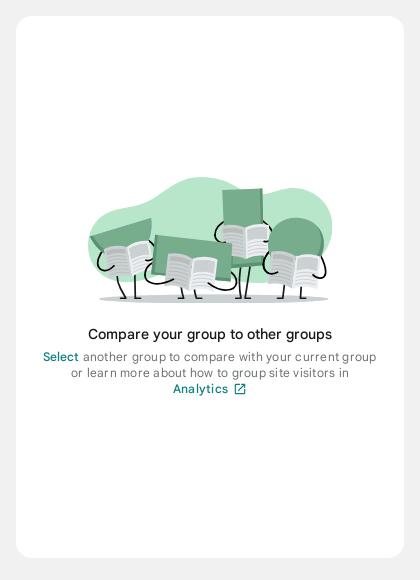 Compare your group to other groups
Select another group to compare with your current group
or learn more about how to group site visitors in
Analytics